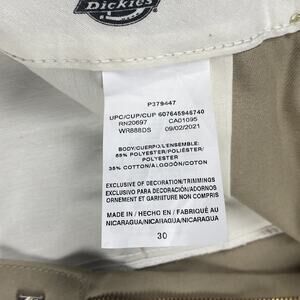 Dickies
P379447
UPC/CUP/CUP 607645946740
RN20697 CA01095
WR888DS 09/02/2021
BODY/CUERPO/ENSEMBLE:
65% POLYESTER/POLIÉSTER/
POLYESTER
35% COTTON/ALGODÓN/COTON
EXCLUSIVE OF DECORATION/TRIMMINGS
EXCLUSIVO PARA DECORACIÓN/ADORNOS
ORNEMENT ET GARNITURE NON COMPRIS
MADE IN / HECHO EN / FABRIQUÉ AU
NICARAGUA/NICARAGUA/NICARAGUA
30